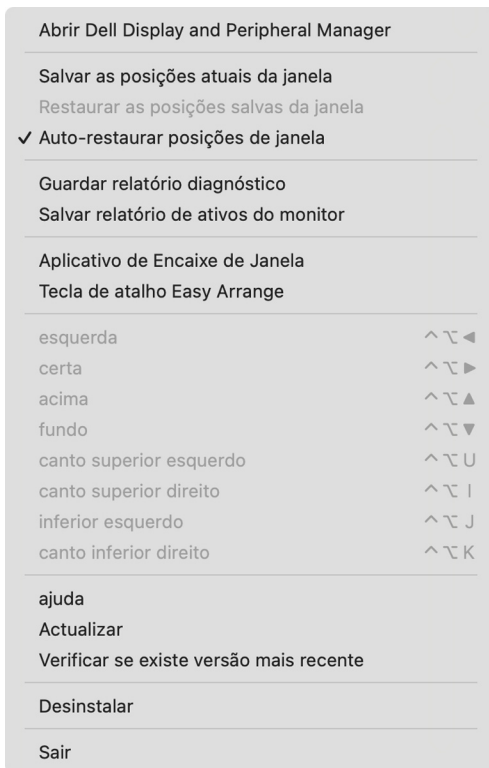 Abrir Dell Display and Peripheral Manager
Salvar as posições atuais da janela
Restaurar as posições salvas da janela
✓ Auto-restaurar posições de janela
Guardar relatório diagnóstico
Salvar relatório de ativos do monitor
Aplicativo de Encaixe de Janela
Tecla de atalho Easy Arrange
esquerda ⌃⌥◀
certa ⌃⌥▶
acima ⌃⌥▲
fundo ⌃⌥▼
canto superior esquerdo ⌃⌥U
canto superior direito ⌃⌥I
inferior esquerdo ⌃⌥J
canto inferior direito ⌃⌥K
ajuda
Actualizar
Verificar se existe versão mais recente
Desinstalar
Sair